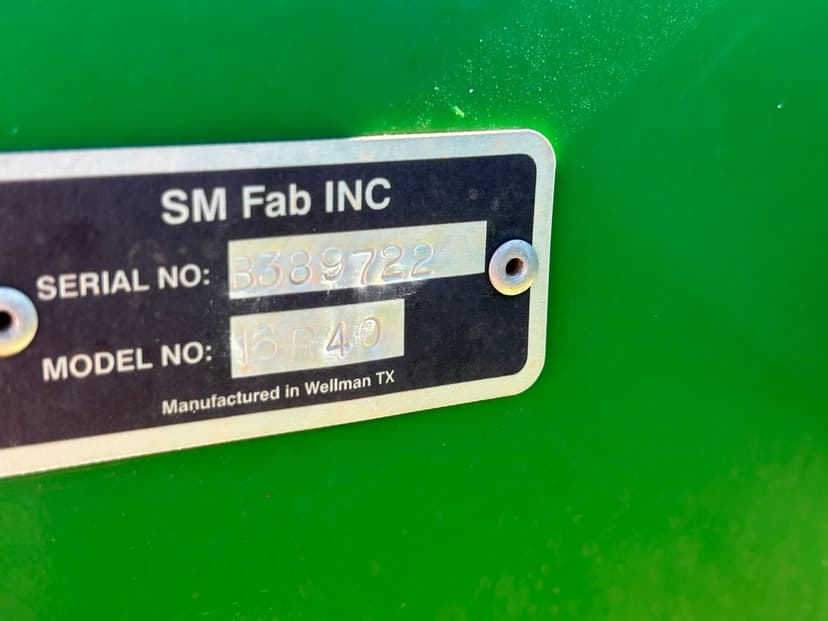 SM Fab INC
SERIAL NO: B389722
MODEL NO: 16R40
Manufactured in Wellman TX